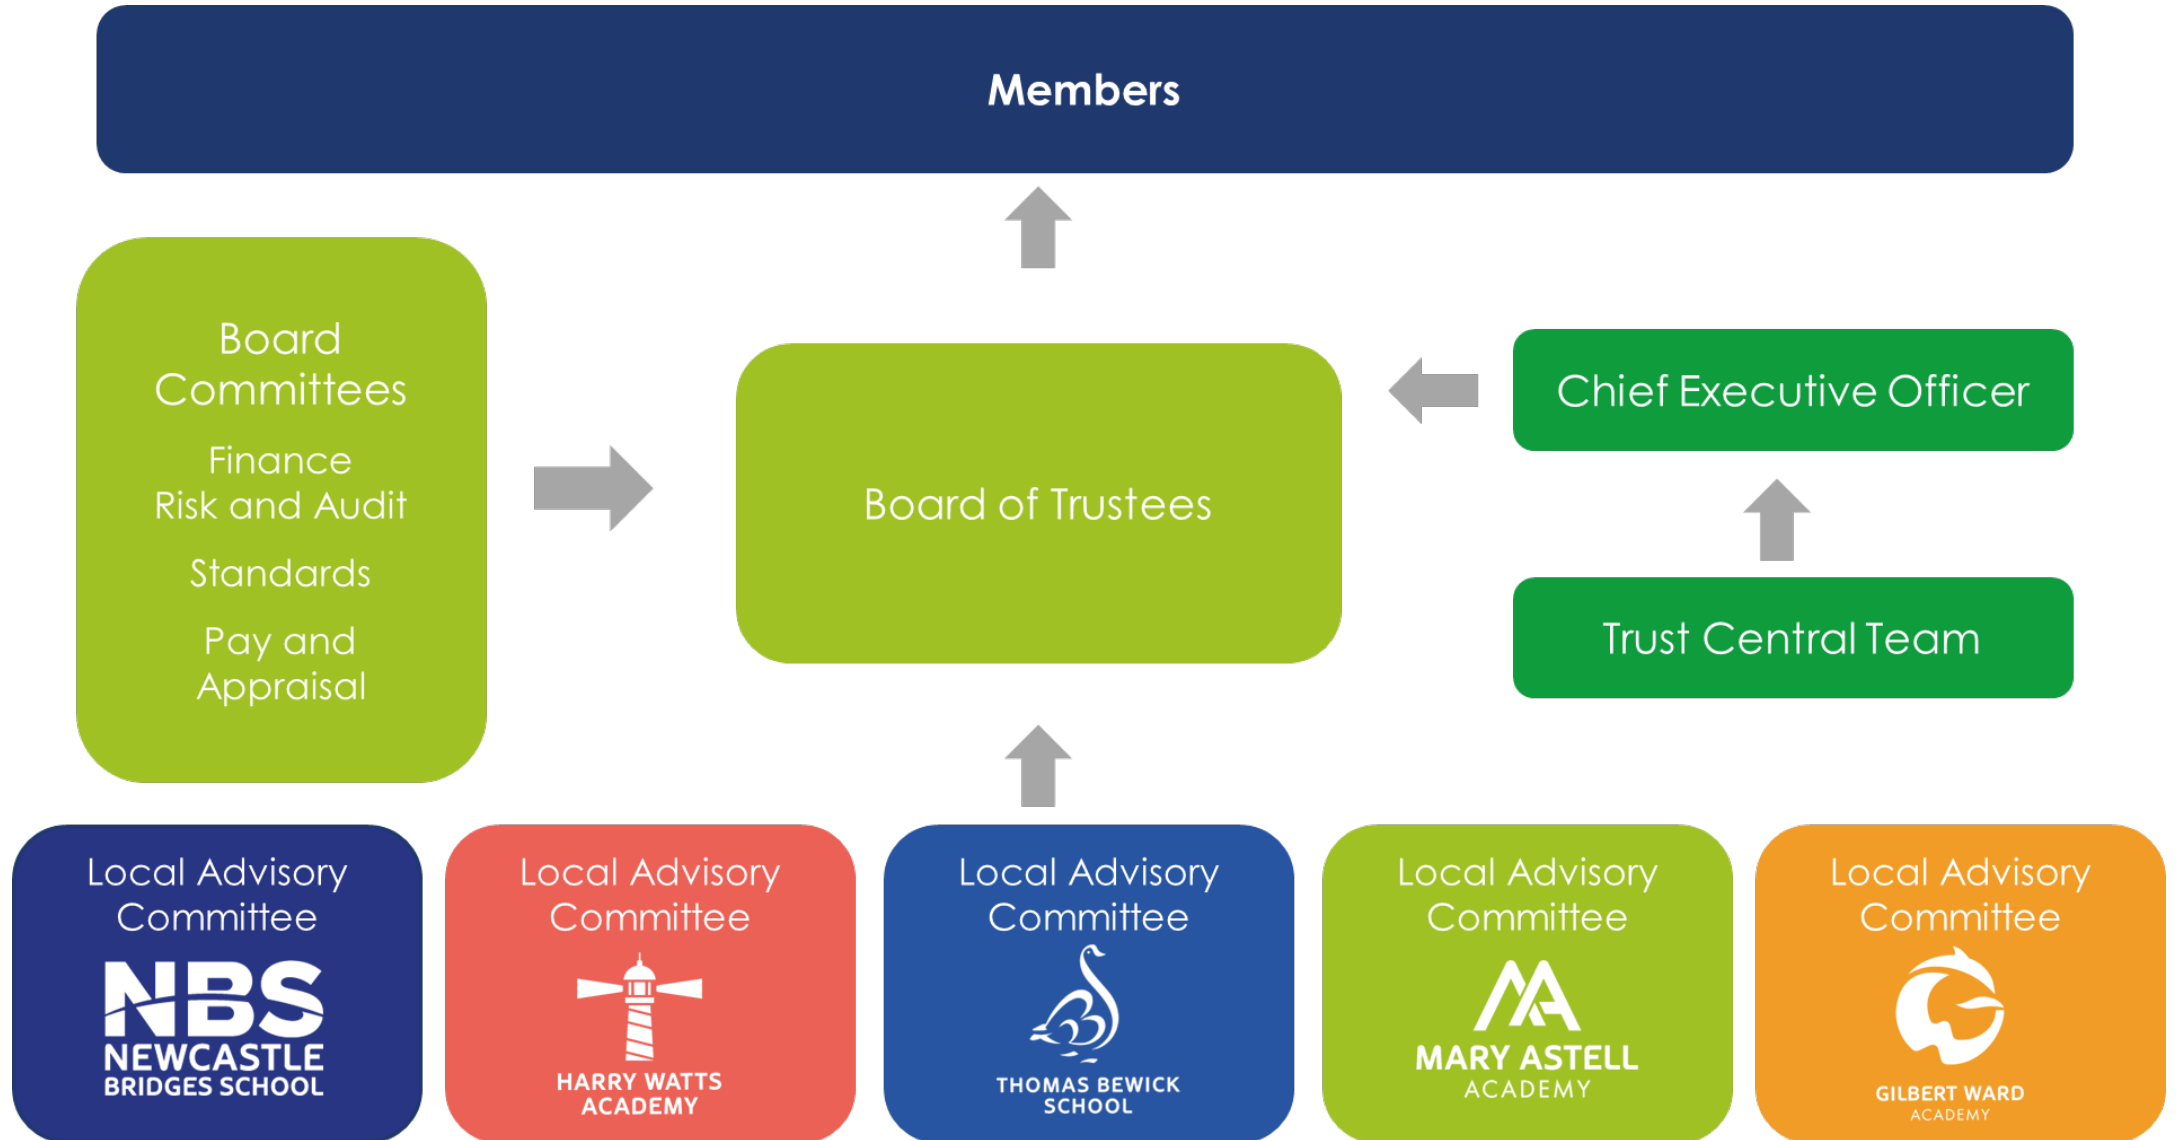 Members
Board
Committees
Finance
Risk and Audit
Standards
Pay and
Appraisal
Board of Trustees
Chief Executive Officer
Trust Central Team
Local Advisory
Committee
NBS
NEWCASTLE
BRIDGES SCHOOL
Local Advisory
Committee
HARRY WATTS
ACADEMY
Local Advisory
Committee
THOMAS BEWICK
SCHOOL
Local Advisory
Committee
MA
MARY ASTELL
ACADEMY
Local Advisory
Committee
GILBERT WARD
ACADEMY